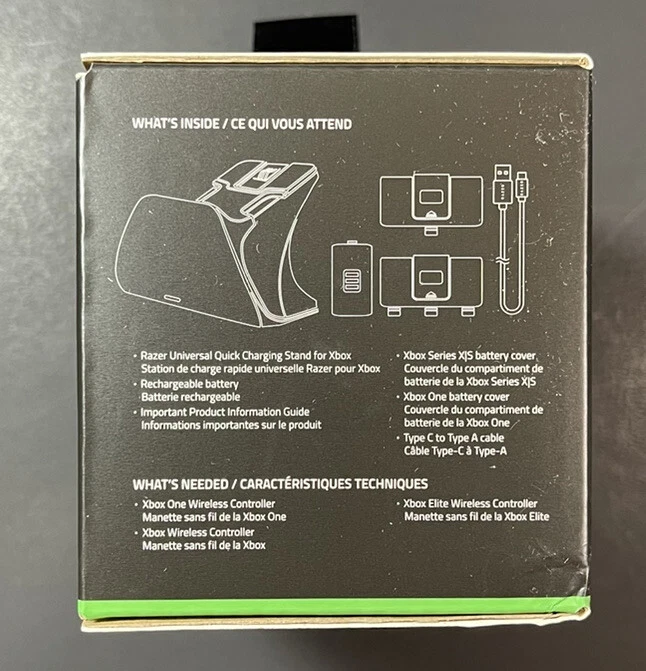 WHAT'S INSIDE / CE QUI VOUS ATTEND
· Razer Universal Quick Charging Stand for Xbox
Station de charge rapide universelle Razer pour Xbox
· Rechargeable battery
Batterie rechargeable
· Important Product Information Guide
Informations importantes sur le produit
· Xbox Series X|S battery cover
Couvercle du compartiment de
batterie de la Xbox Series X|S
· Xbox One battery cover
Couvercle du compartiment de
batterie de la Xbox One
· Type C to Type A cable
Câble Type-C à Type-A
WHAT'S NEEDED / CARACTÉRISTIQUES TECHNIQUES
· Xbox One Wireless Controller
Manette sans fil de la Xbox One
· Xbox Wireless Controller
Manette sans fil de la Xbox
· Xbox Elite Wireless Controller
Manette sans fil de la Xbox Elite